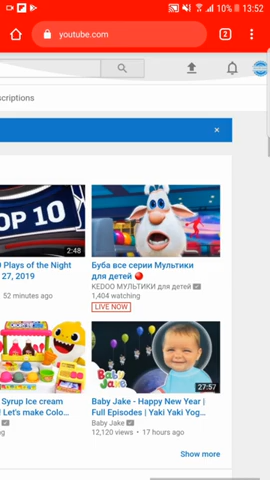 10% 13:52
youtube.com
2
scriptions
×
OP 10
2:48
Plays of the Night
27, 2019
52 minutes ago
Буба все серии Мультики
для детей 🔴
KEDOO МУЛЬТИКИ для детей
1,404 watching
LIVE NOW
Syrup Ice cream
! Let's make Colo...
ng
Baby Jake
27:57
Baby Jake - Happy New Year |
Full Episodes | Yaki Yaki Yog...
Baby Jake
12,120 views • 17 hours ago
Show more